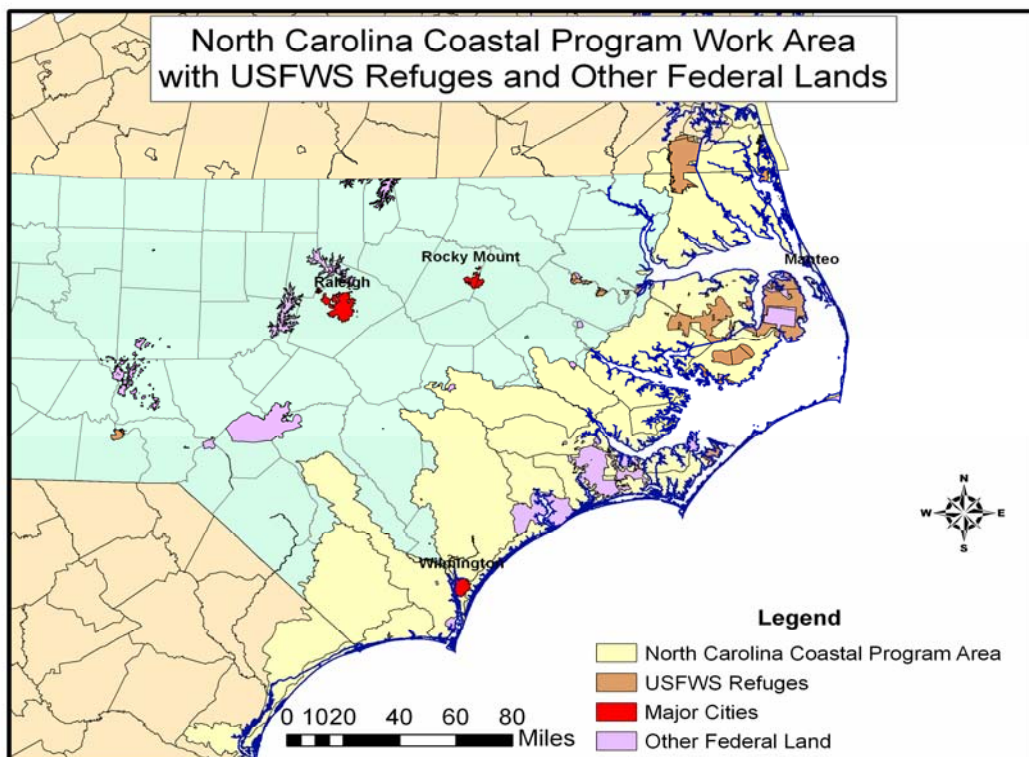 North Carolina Coastal Program Work Area
with USFWS Refuges and Other Federal Lands
Rocky Mount
Manteo
Raleigh
N
W E
S
Wilmington
Legend
North Carolina Coastal Program Area
USFWS Refuges
Major Cities
Other Federal Land
0 10 20 40 60 80
Miles